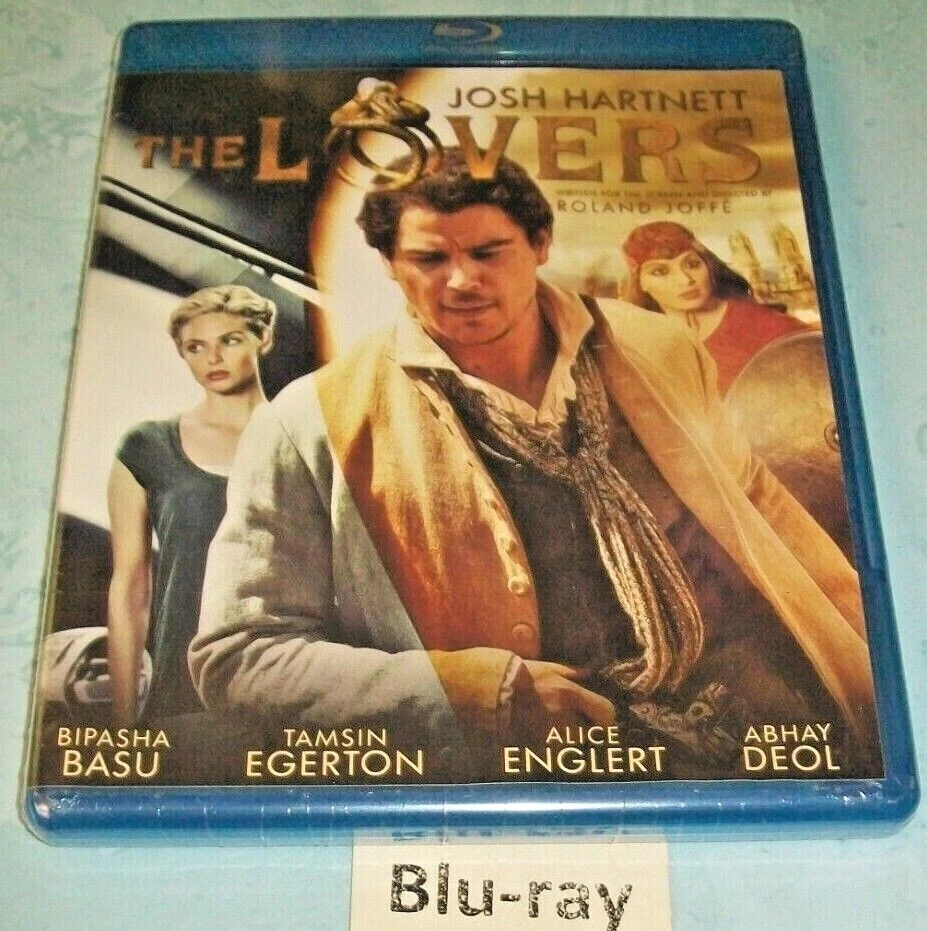 JOSH HARTNETT
THE LOVERS
WRITTEN FOR THE SCREEN AND DIRECTED BY
ROLAND JOFFÉ
BIPASHA
BASU
TAMSIN
EGERTON
ALICE
ENGLERT
ABHAY
DEOL
Blu-ray